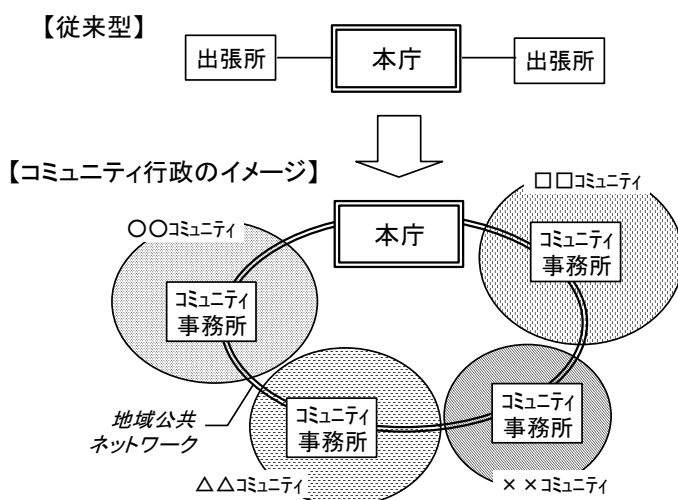 【従来型】
出張所
本庁
出張所
【コミュニティ行政のイメージ】
□□コミュニティ
○○コミュニティ
本庁
コミュニティ
事務所
コミュニティ
事務所
地域公共
ネットワーク
コミュニティ
事務所
コミュニティ
事務所
△△コミュニティ
××コミュニティ